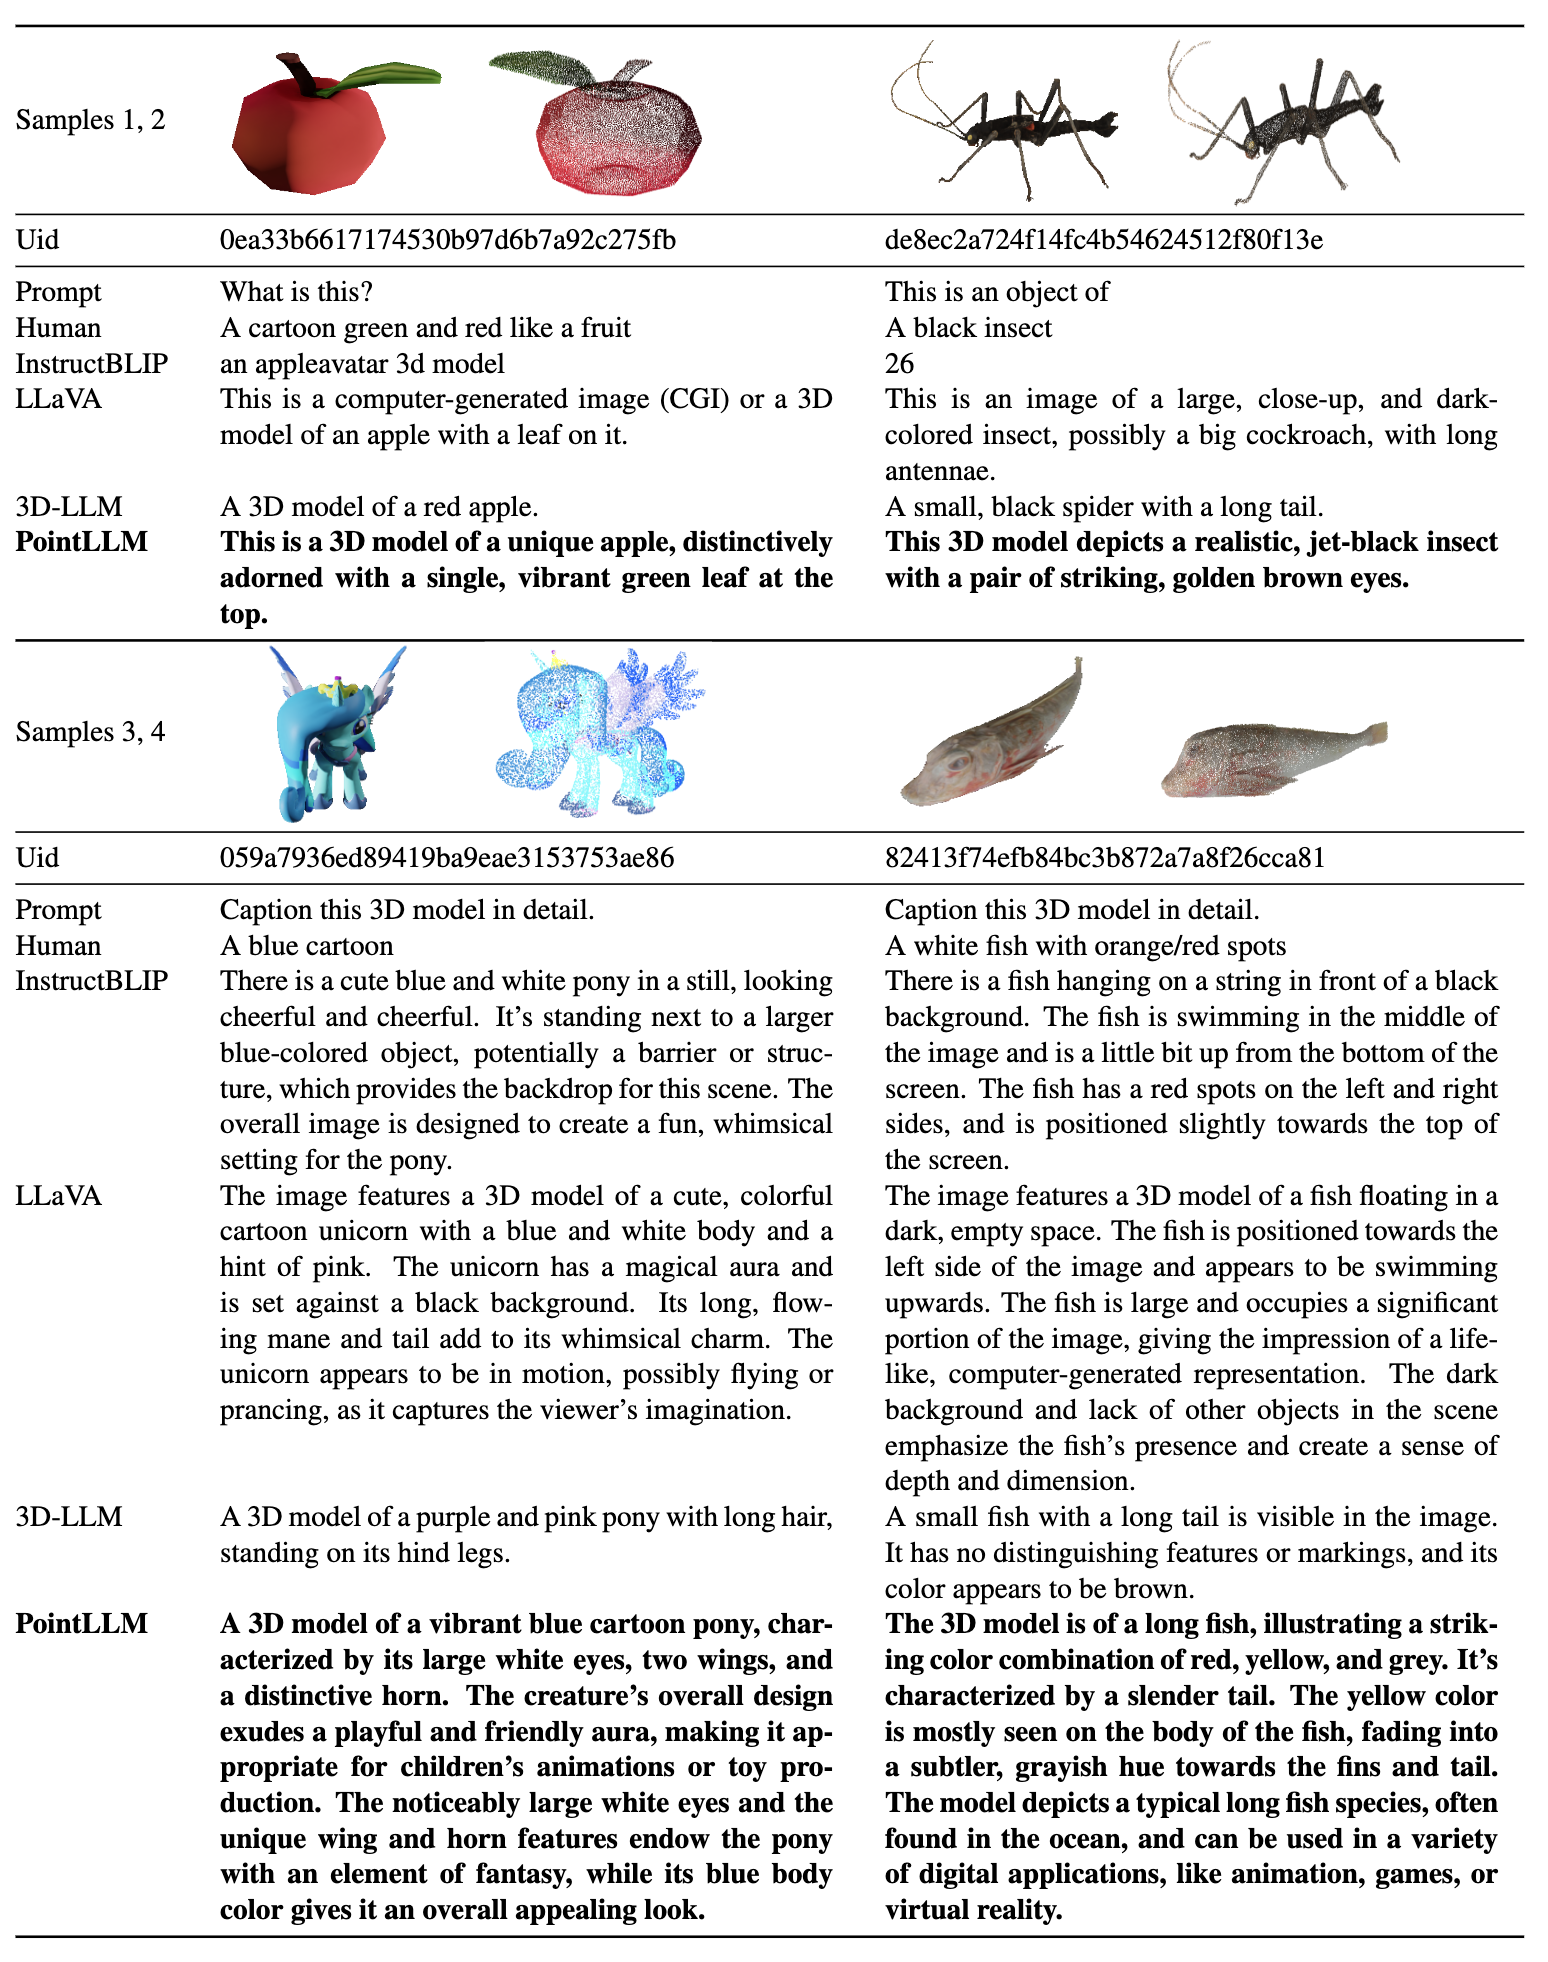 Samples 1, 2
Uid 0ea33b6617174530b97d6b7a92c275fb de8ec2a724f14fc4b54624512f80f13e
Prompt What is this? This is an object of
Human A cartoon green and red like a fruit A black insect
InstructBLIP an appleavatar 3d model 26
LLaVA This is a computer-generated image (CGI) or a 3D This is an image of a large, close-up, and dark-
model of an apple with a leaf on it. colored insect, possibly a big cockroach, with long
antennae.
3D-LLM A 3D model of a red apple. A small, black spider with a long tail.
PointLLM This is a 3D model of a unique apple, distinctively This 3D model depicts a realistic, jet-black insect
adorned with a single, vibrant green leaf at the with a pair of striking, golden brown eyes.
top.
Samples 3, 4
Uid 059a7936ed89419ba9eae3153753ae86 82413f74efb84bc3b872a7a8f26cca81
Prompt Caption this 3D model in detail. Caption this 3D model in detail.
Human A blue cartoon A white fish with orange/red spots
InstructBLIP There is a cute blue and white pony in a still, looking There is a fish hanging on a string in front of a black
cheerful and cheerful. It's standing next to a larger background. The fish is swimming in the middle of
blue-colored object, potentially a barrier or struc- the image and is a little bit up from the bottom of the
ture, which provides the backdrop for this scene. The screen. The fish has a red spots on the left and right
overall image is designed to create a fun, whimsical sides, and is positioned slightly towards the top of
setting for the pony. the screen.
LLaVA The image features a 3D model of a cute, colorful The image features a 3D model of a fish floating in a
cartoon unicorn with a blue and white body and a dark, empty space. The fish is positioned towards the
hint of pink. The unicorn has a magical aura and left side of the image and appears to be swimming
is set against a black background. Its long, flow- upwards. The fish is large and occupies a significant
ing mane and tail add to its whimsical charm. The portion of the image, giving the impression of a life-
unicorn appears to be in motion, possibly flying or like, computer-generated representation. The dark
prancing, as it captures the viewer's imagination. background and lack of other objects in the scene
emphasize the fish's presence and create a sense of
depth and dimension.
3D-LLM A 3D model of a purple and pink pony with long hair, A small fish with a long tail is visible in the image.
standing on its hind legs. It has no distinguishing features or markings, and its
color appears to be brown.
PointLLM A 3D model of a vibrant blue cartoon pony, char- The 3D model is of a long fish, illustrating a strik-
acterized by its large white eyes, two wings, and ing color combination of red, yellow, and grey. It's
a distinctive horn. The creature's overall design characterized by a slender tail. The yellow color
exudes a playful and friendly aura, making it ap- is mostly seen on the body of the fish, fading into
propriate for children's animations or toy pro- a subtler, grayish hue towards the fins and tail.
duction. The noticeably large white eyes and the The model depicts a typical long fish species, often
unique wing and horn features endow the pony found in the ocean, and can be used in a variety
with an element of fantasy, while its blue body of digital applications, like animation, games, or
color gives it an overall appealing look. virtual reality.